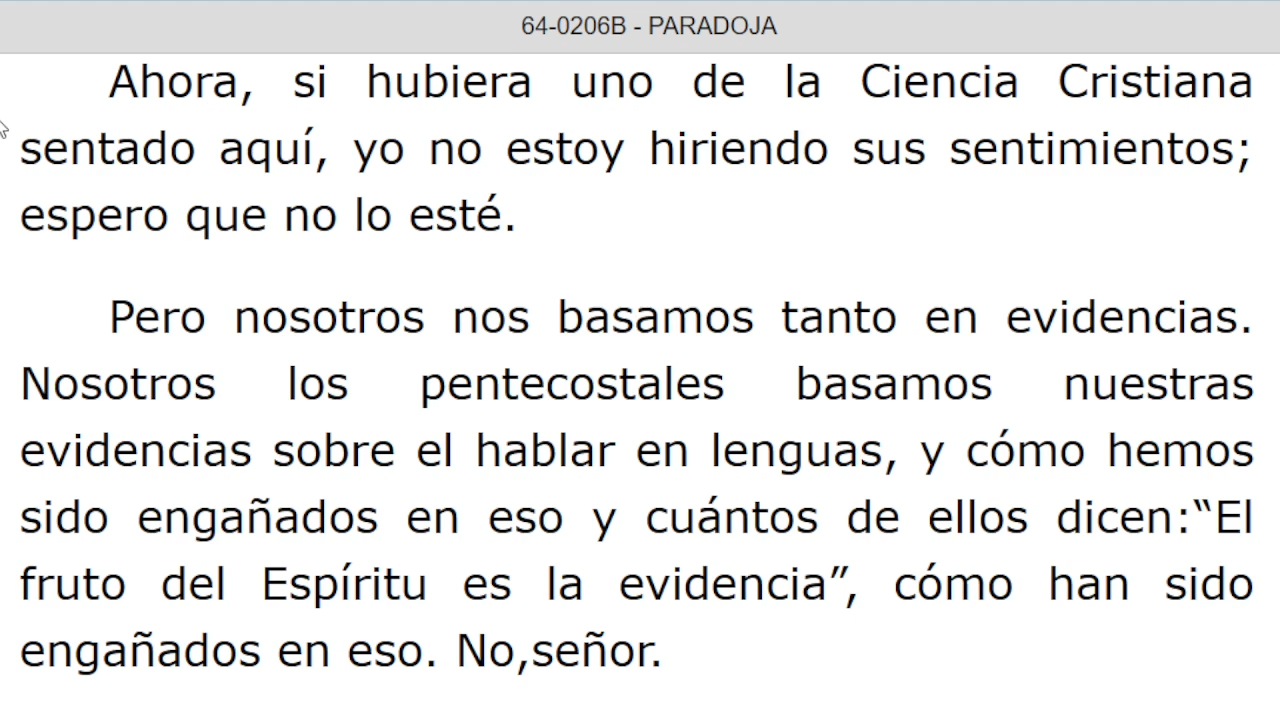 64-0206B - PARADOJA
Ahora, si hubiera uno de la Ciencia Cristiana
sentado aquí, yo no estoy hiriendo sus sentimientos;
espero que no lo esté.
Pero nosotros nos basamos tanto en evidencias.
Nosotros los pentecostales basamos nuestras
evidencias sobre el hablar en lenguas, y cómo hemos
sido engañados en eso y cuántos de ellos dicen:“El
fruto del Espíritu es la evidencia”, cómo han sido
engañados en eso. No,señor.